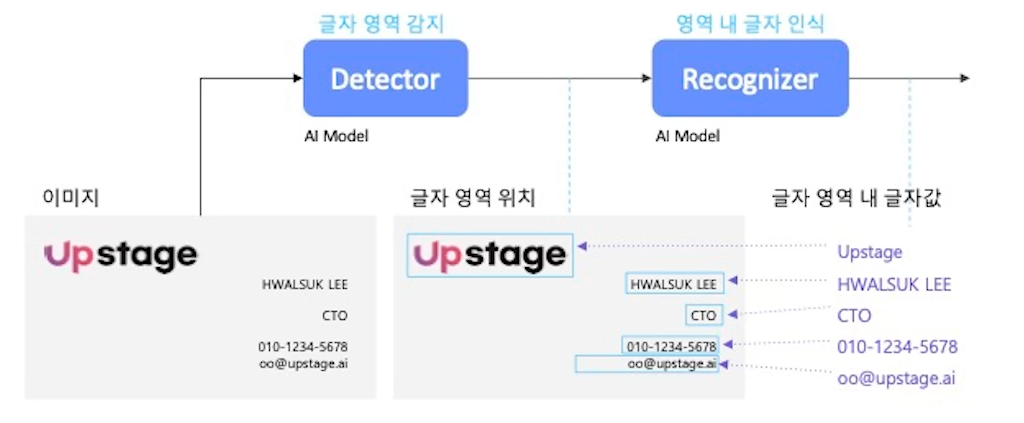 글자 영역 감지
영역 내 글자 인식
Detector
Recognizer
AI Model
AI Model
이미지
글자 영역 위치
글자 영역 내 글자값
Upstage
HWALSUK LEE
CTO
010-1234-5678
oo@upstage.ai
Upstage
HWALSUK LEE
CTO
010-1234-5678
oo@upstage.ai
Upstage
HWALSUK LEE
CTO
010-1234-5678
oo@upstage.ai